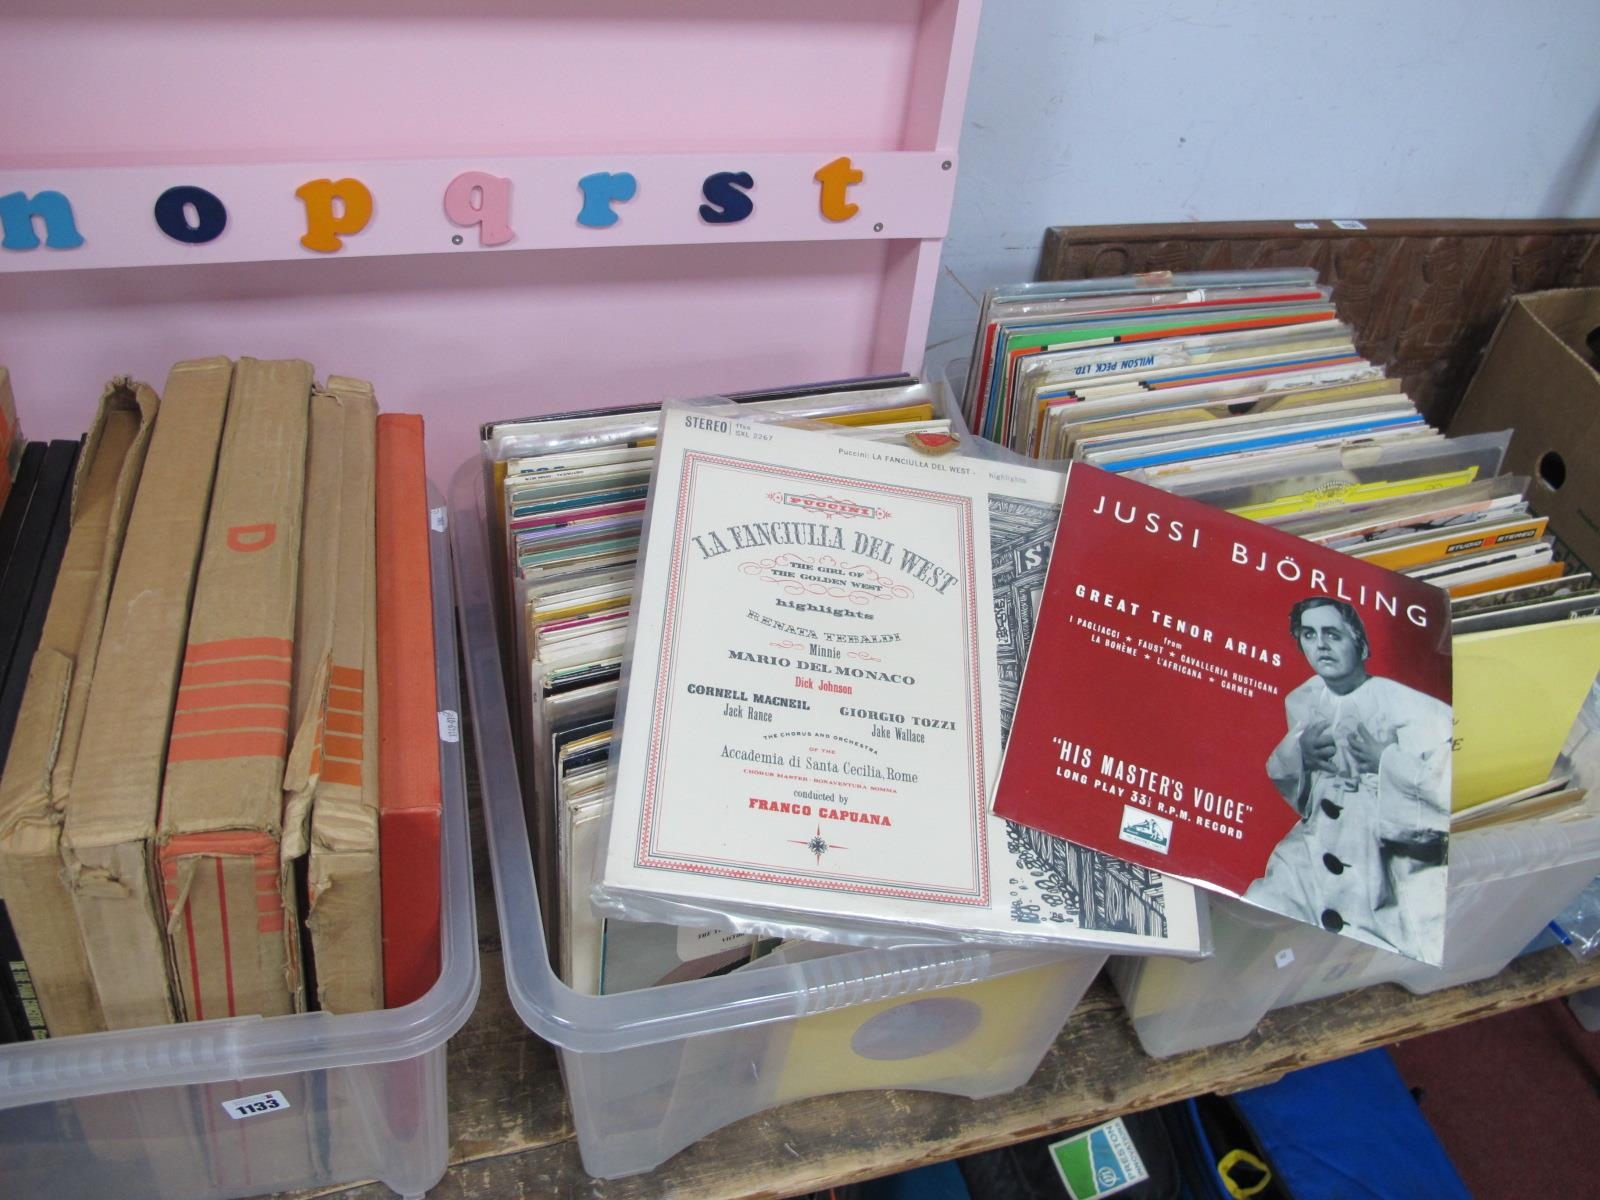 n o p q r s t
WILSON PECK LTD.
STEREO
ffss
SXL 2267
Puccini: LA FANCIULLA DEL WEST - highlights
PUCCINI
LA FANCIULLA DEL WEST
THE GIRL OF
THE GOLDEN WEST
highlights
RENATA TEBALDI
Minnie
MARIO DEL MONACO
Dick Johnson
CORNELL MACNEIL
Jack Rance
GIORGIO TOZZI
Jake Wallace
THE CHORUS AND ORCHESTRA
OF THE
Accademia di Santa Cecilia, Rome
CHORUS MASTER · BONAVENTURA SOMMA
conducted by
FRANCO CAPUANA
JUSSI BJÖRLING
GREAT TENOR ARIAS
from
I PAGLIACCI ★ FAUST ★ CAVALLERIA RUSTICANA
LA BOHÈME ★ L'AFRICANA ★ CARMEN
"HIS MASTER'S VOICE"
LONG PLAY 33⅓ R.P.M. RECORD
STUDIO STEREO
D
1133
PRESTON
INNOVATIONS